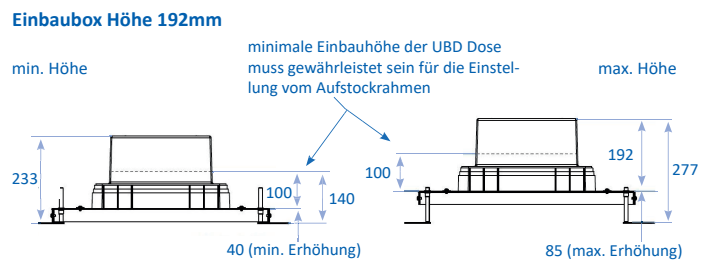 Einbaubox Höhe 192mm
minimale Einbauhöhe der UBD Dose
muss gewährleistet sein für die Einstel-
lung vom Aufstockrahmen
min. Höhe
max. Höhe
233
100
140
40 (min. Erhöhung)
100
192
277
85 (max. Erhöhung)